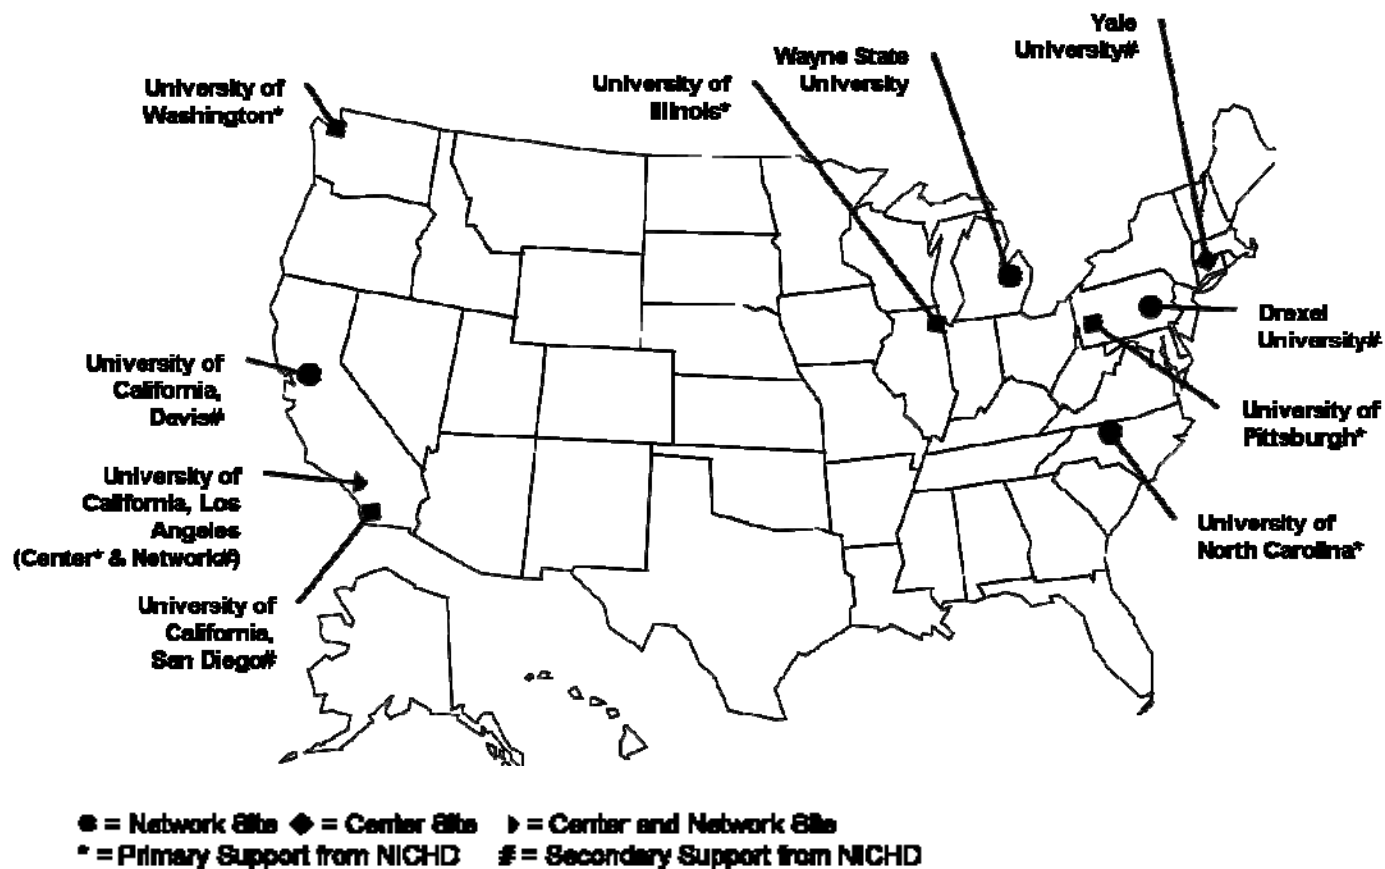 Yale
University#
Wayne State
University
University of
Illinois*
University of
Washington*
Drexel
University#
University of
California,
Davis#
University of
Pittsburgh*
University of
California, Los
Angeles
(Center* & Network#)
University of
North Carolina*
University of
California,
San Diego#
● = Network Site ◆ = Center Site ▶ = Center and Network Site
* = Primary Support from NICHD # = Secondary Support from NICHD